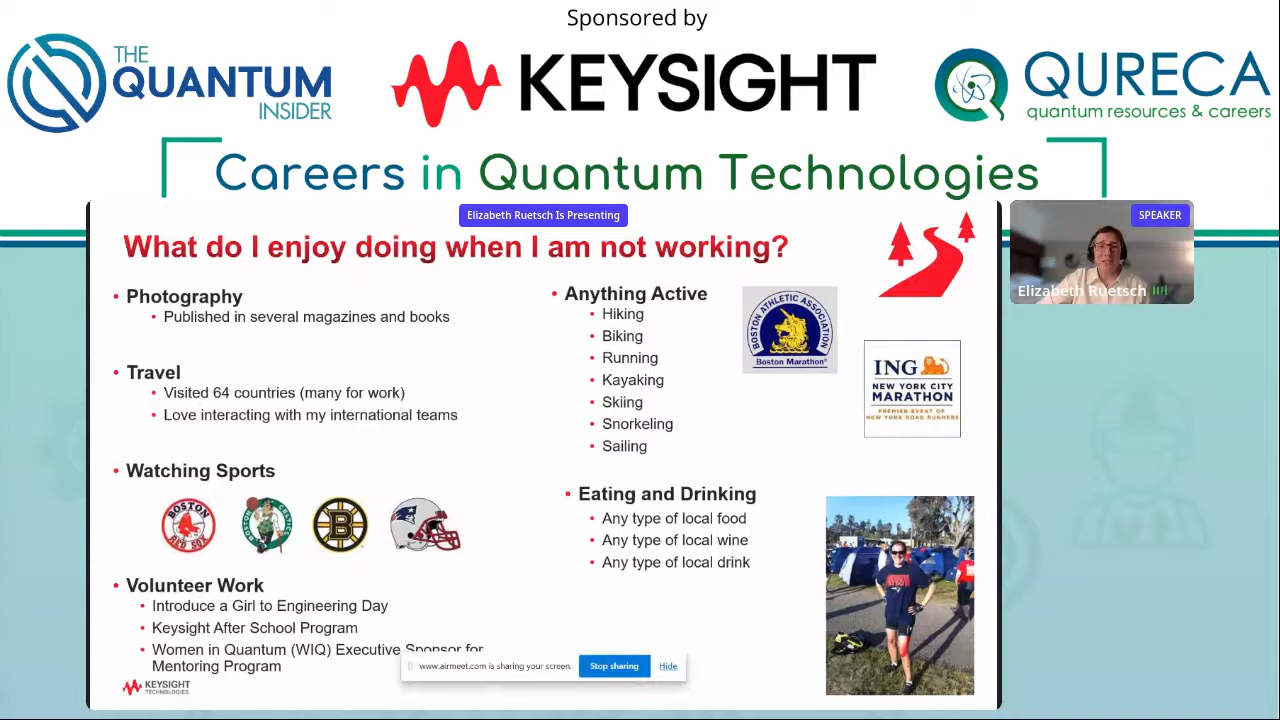 Sponsored by
THE
QUANTUM
INSIDER
KEYSIGHT
QURECA
quantum resources & careers
Careers in Quantum Technologies
Elizabeth Ruetsch Is Presenting
SPEAKER
Elizabeth Ruetsch
What do I enjoy doing when I am not working?
• Photography
• Published in several magazines and books
• Travel
• Visited 64 countries (many for work)
• Love interacting with my international teams
• Watching Sports
BOSTON
RED SOX
BOSTON CELTICS
B
• Volunteer Work
• Introduce a Girl to Engineering Day
• Keysight After School Program
• Women in Quantum (WIQ) Executive Sponsor for
Mentoring Program
KEYSIGHT
TECHNOLOGIES
• Anything Active
• Hiking
• Biking
• Running
• Kayaking
• Skiing
• Snorkeling
• Sailing
BOSTON ATHLETIC ASSOCIATION
Boston Marathon®
ING
NEW YORK CITY
MARATHON
PREMIER EVENT OF
NEW YORK ROAD RUNNERS
• Eating and Drinking
• Any type of local food
• Any type of local wine
• Any type of local drink
www.airmeet.com is sharing your screen.
Stop sharing
Hide